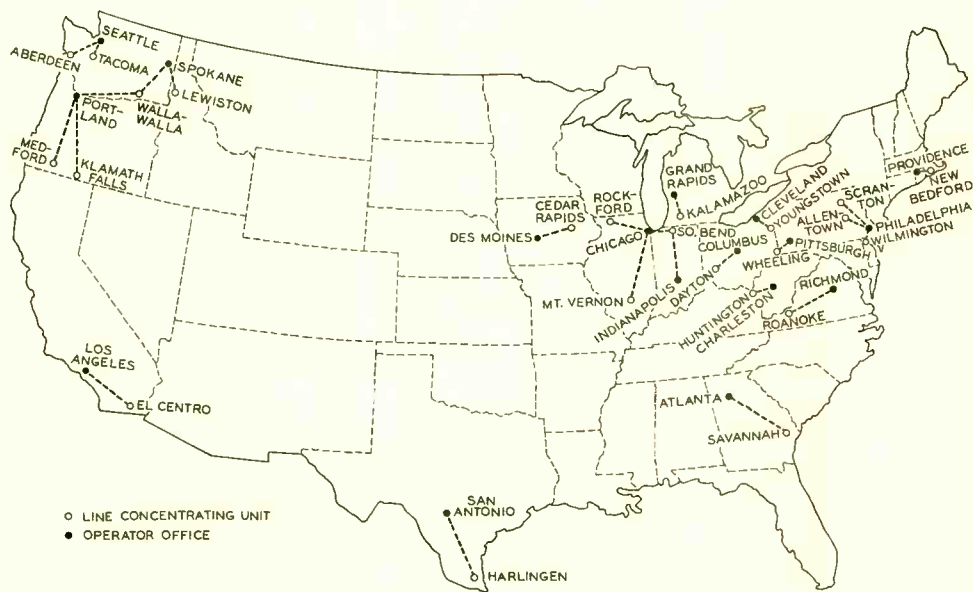 SEATTLE
ABERDEEN
TACOMA
SPOKANE
LEWISTON
PORT-
LAND
WALLA-
WALLA
MED-
FORD
KLAMATH
FALLS
LOS
ANGELES
EL CENTRO
SAN
ANTONIO
HARLINGEN
CEDAR
RAPIDS
DES MOINES
ROCK-
FORD
CHICAGO
MT. VERNON
GRAND
RAPIDS
KALAMAZOO
SO. BEND
INDIANAPOLIS
COLUMBUS
DAYTON
CLEVELAND
YOUNGSTOWN
WHEELING
PITTSBURGH
HUNTINGTON
CHARLESTON
RICHMOND
ROANOKE
SCRAN-
TON
ALLEN-
TOWN
PHILADELPHIA
WILMINGTON
PROVIDENCE
NEW
BEDFORD
ATLANTA
SAVANNAH
LINE CONCENTRATING UNIT
OPERATOR OFFICE